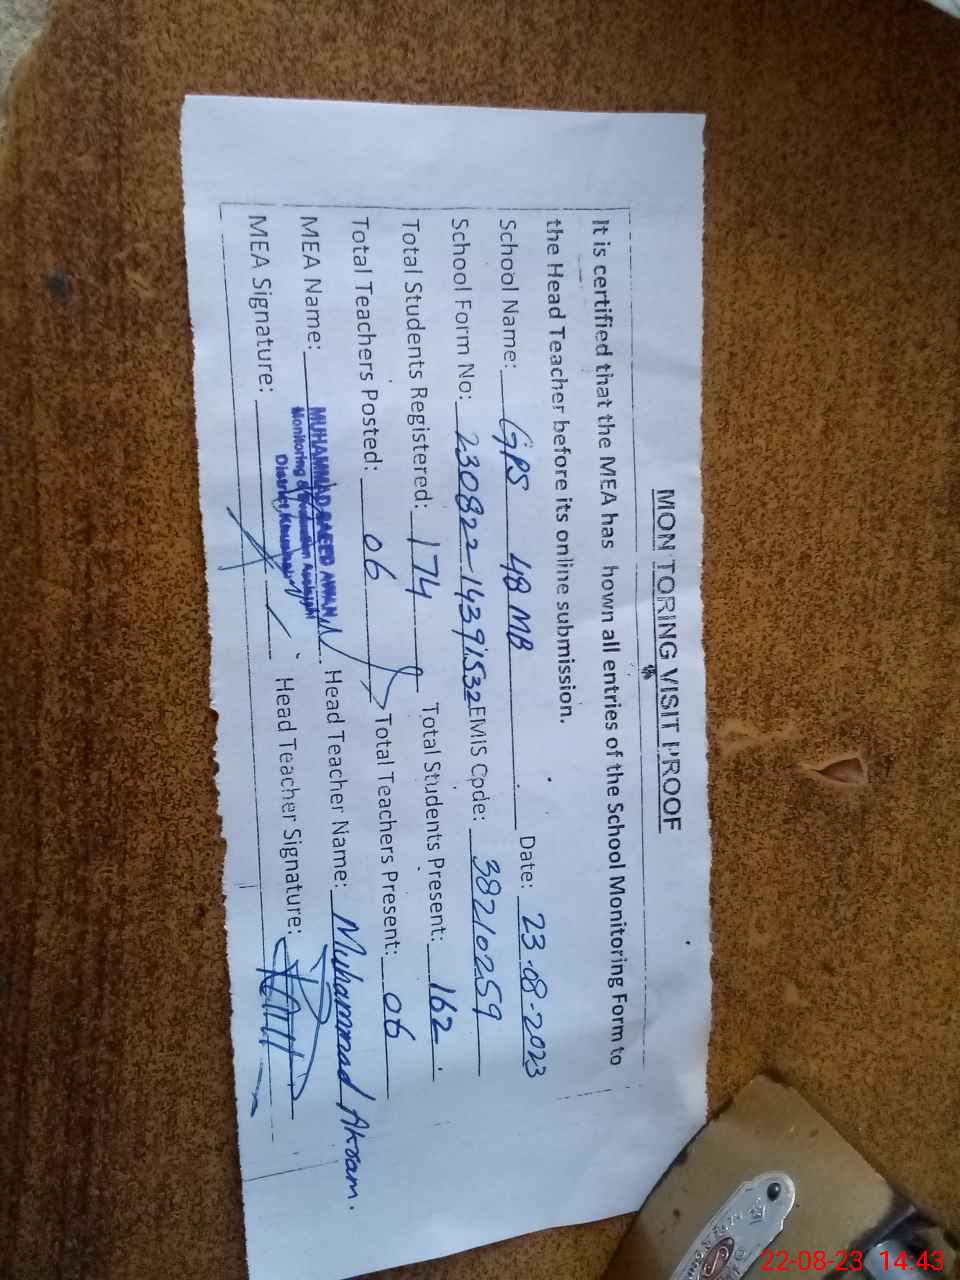 MON TORING VISIT PROOF
It is certified that the MEA has hown all entries of the School Monitoring Form to
the Head Teacher before its online submission.
School Name: GPS 48 MB Date: 23.08.2023
School Form No: 230822-14391532 EMIS Code: 38210259
Total Students Registered: 174 Total Students Present: 162
Total Teachers Posted: 06 Total Teachers Present: 06
MEA Name: MUHAMMAD SAEED AWAN Head Teacher Name: Muhammad Akram.
Monitoring & Evaluation Assistant
District Khushab
MEA Signature: Head Teacher Signature:
22-08-23 14:43